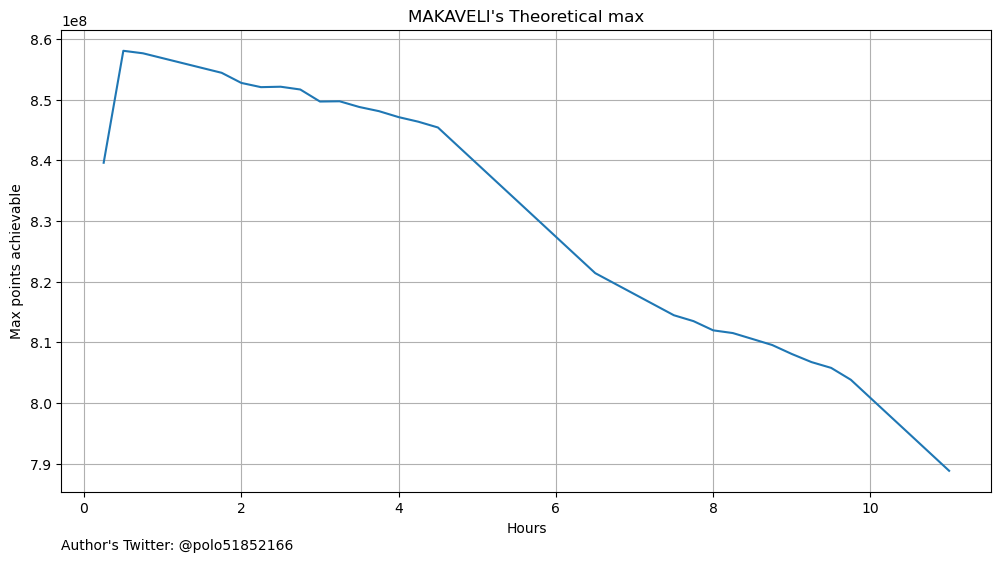 MAKAVELI's Theoretical max
1e8
8.6
8.5
8.4
8.3
8.2
8.1
8.0
7.9
Max points achievable
0 2 4 6 8 10
Hours
Author's Twitter: @polo51852166